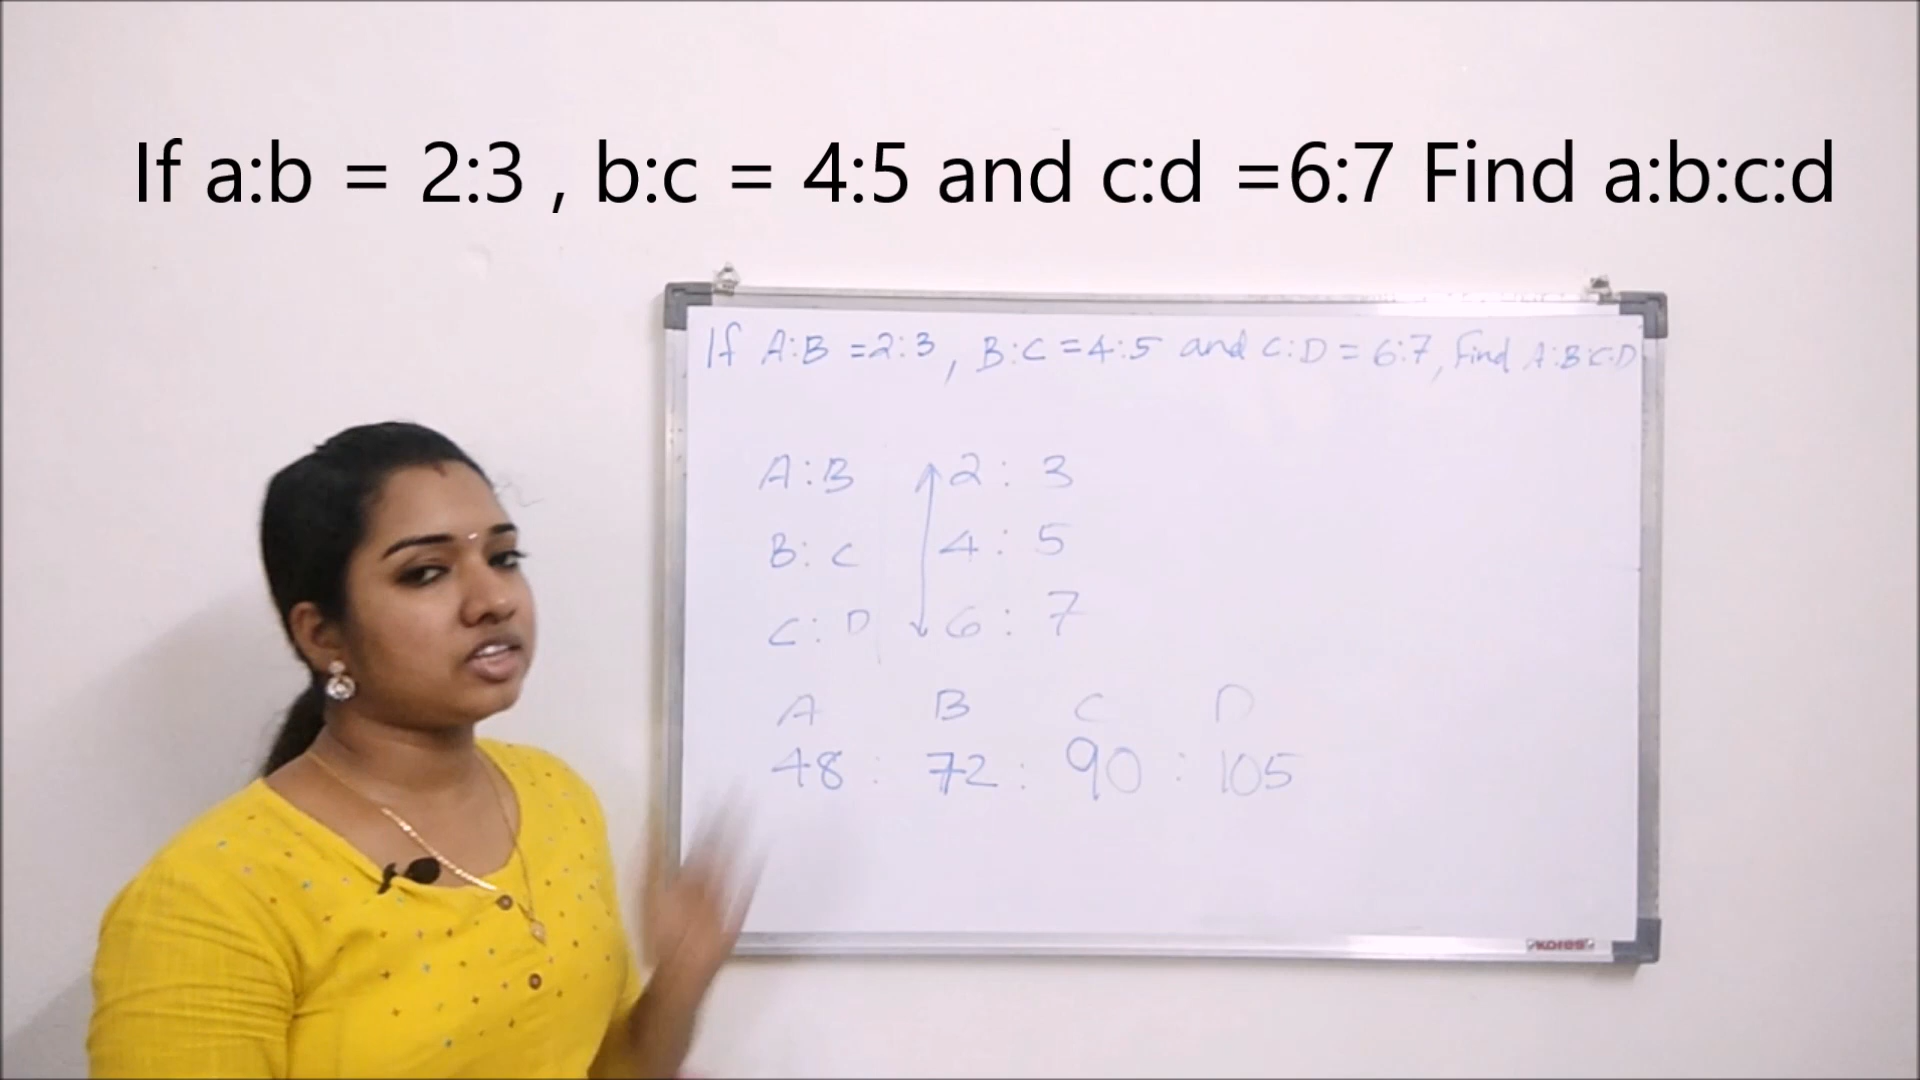 If a:b = 2:3 , b:c = 4:5 and c:d =6:7 Find a:b:c:d
If A:B =2:3, B:C =4:5 and C:D = 6:7, Find A:B:C:D
A:B 2 : 3
B:C 4 : 5
C:D 6 : 7
A B C D
48 : 72 : 90 : 105
Kores